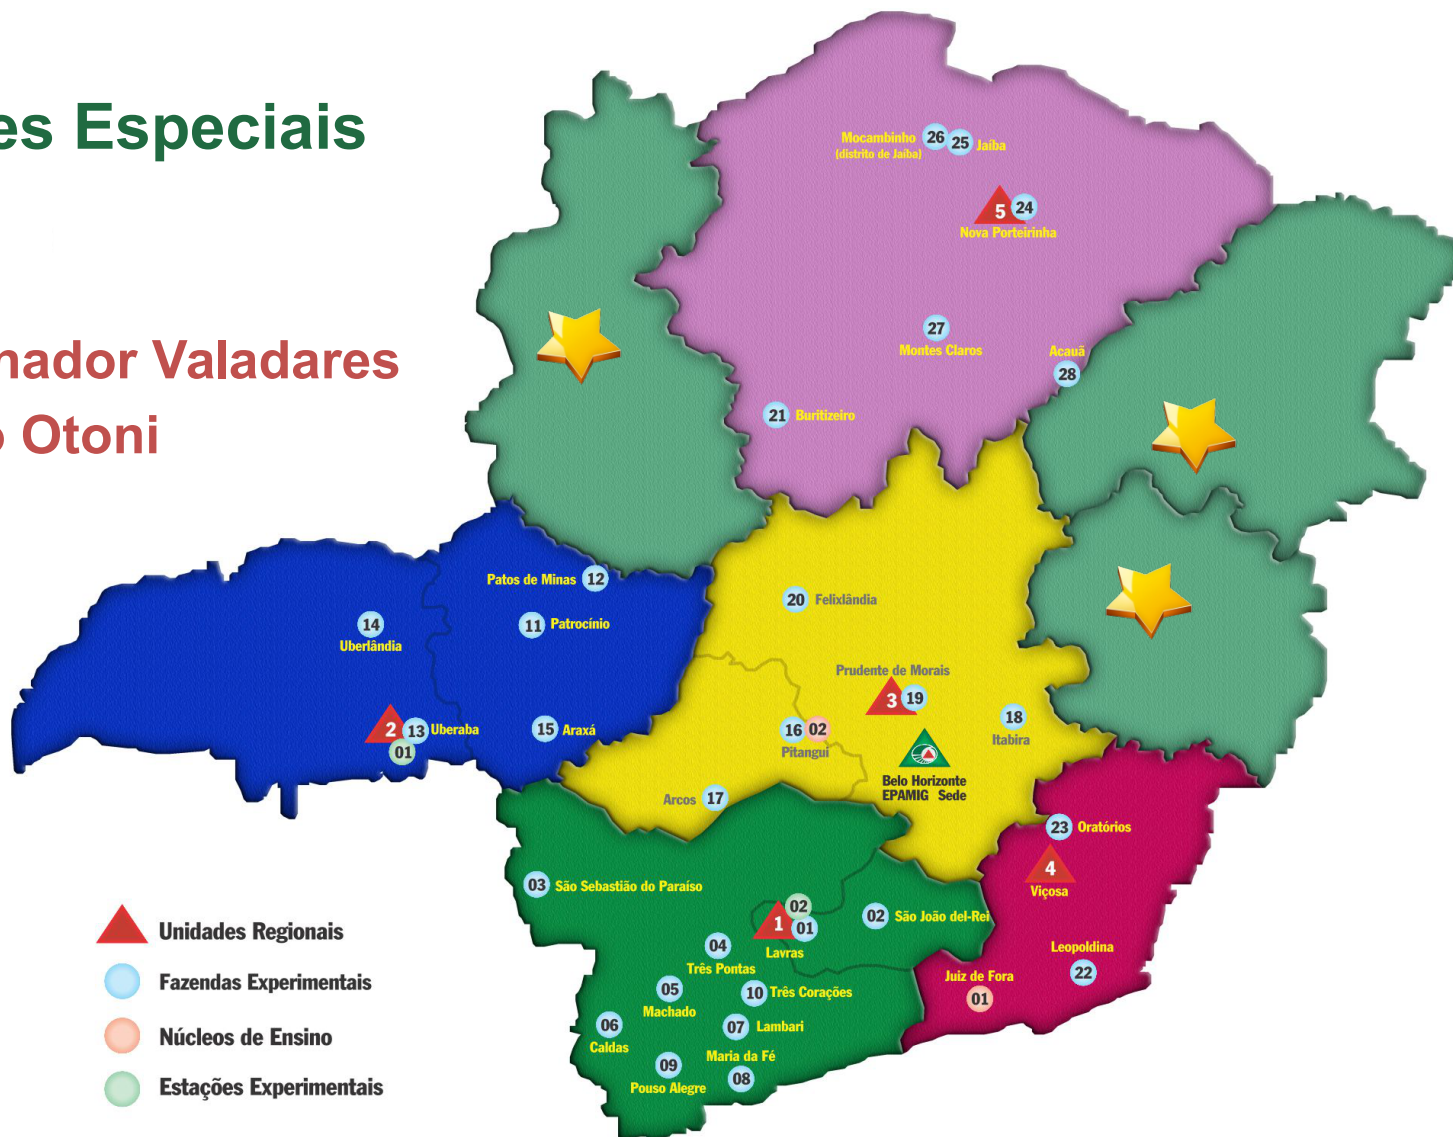 es Especiais
nador Valadares
o Otoni
Mocambinho
(distrito de Jaíba)
26
25
Jaíba
5
24
Nova Porteirinha
27
Montes Claros
Acauã
28
21
Buritizeiro
Patos de Minas
12
14
Uberlândia
11
Patrocínio
20
Felixlândia
Prudente de Morais
3
19
2
13
Uberaba
01
15
Araxá
16
02
Pitangui
18
Itabira
Belo Horizonte
EPAMIG Sede
Arcos
17
23
Oratórios
4
Viçosa
03
São Sebastião do Paraíso
02
1
01
Lavras
02
São João del-Rei
04
Três Pontas
Leopoldina
22
Juiz de Fora
01
05
Machado
10
Três Corações
06
Caldas
07
Lambari
Maria da Fé
08
09
Pouso Alegre
Unidades Regionais
Fazendas Experimentais
Núcleos de Ensino
Estações Experimentais